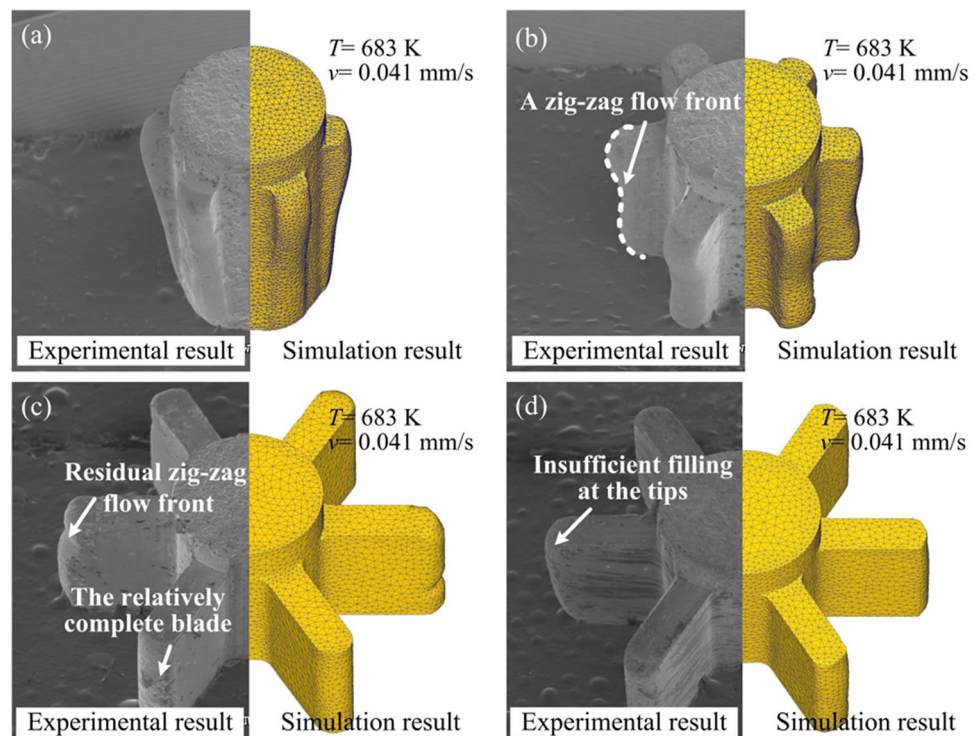 (a)
T= 683 K
v= 0.041 mm/s
Experimental result
Simulation result
(b)
T= 683 K
v= 0.041 mm/s
A zig-zag flow front
Experimental result
Simulation result
(c)
T= 683 K
v= 0.041 mm/s
Residual zig-zag
flow front
The relatively
complete blade
Experimental result
Simulation result
(d)
T= 683 K
v= 0.041 mm/s
Insufficient filling
at the tips
Experimental result
Simulation result